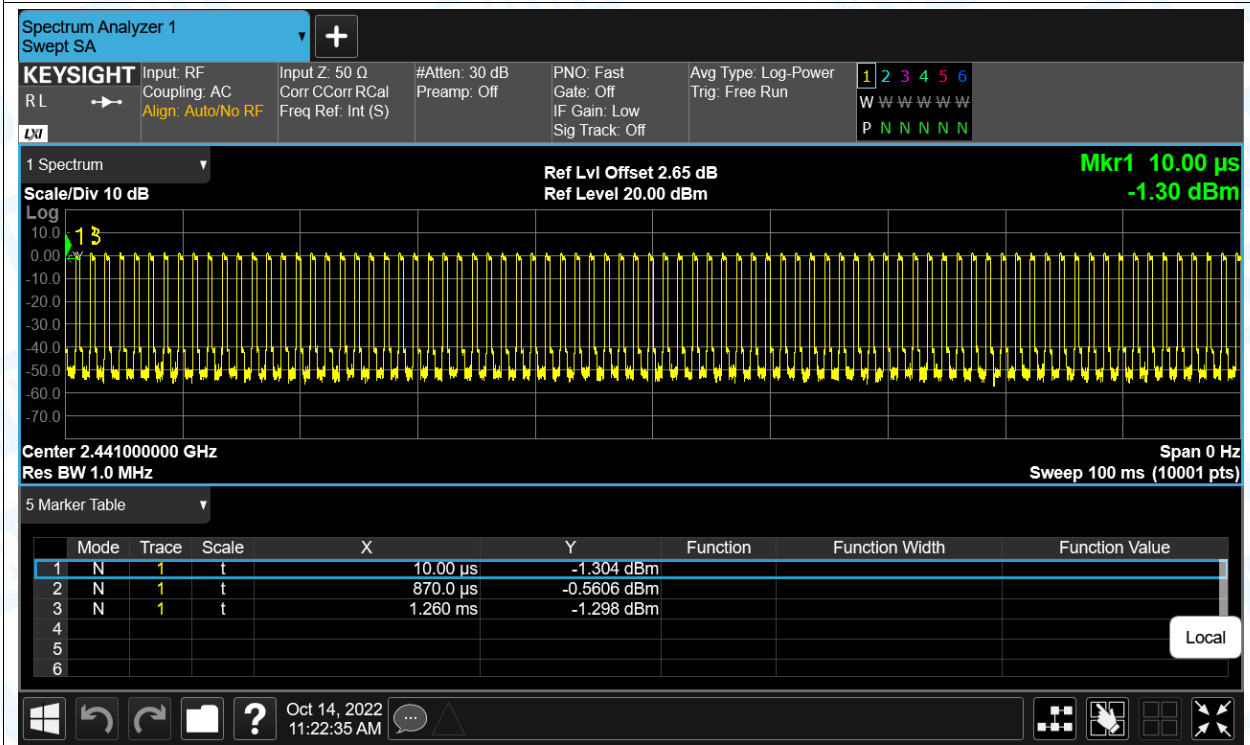 Spectrum Analyzer 1
Swept SA
KEYSIGHT
RL
LXI
Input: RF
Coupling: AC
Align: Auto/No RF
Input Z: 50 Ω
Corr CCorr RCal
Freq Ref: Int (S)
#Atten: 30 dB
Preamp: Off
PNO: Fast
Gate: Off
IF Gain: Low
Sig Track: Off
Avg Type: Log-Power
Trig: Free Run
1 2 3 4 5 6
W W W W W W
P N N N N N
1 Spectrum
Scale/Div 10 dB
Ref Lvl Offset 2.65 dB
Ref Level 20.00 dBm
Mkr1 10.00 µs
-1.30 dBm
Log
10.0
0.00
-10.0
-20.0
-30.0
-40.0
-50.0
-60.0
-70.0
1
3
Center 2.441000000 GHz
Res BW 1.0 MHz
Span 0 Hz
Sweep 100 ms (10001 pts)
5 Marker Table
Mode Trace Scale X Y Function Function Width Function Value
1 N 1 t 10.00 µs -1.304 dBm
2 N 1 t 870.0 µs -0.5606 dBm
3 N 1 t 1.260 ms -1.298 dBm
4
5
6
Local
?
Oct 14, 2022
11:22:35 AM